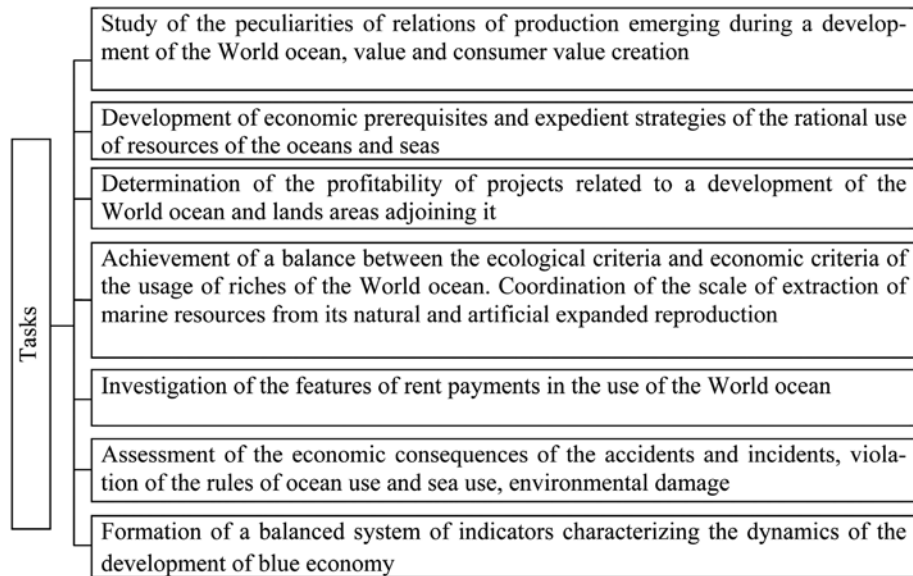 Study of the peculiarities of relations of production emerging during a develop-
ment of the World ocean, value and consumer value creation
Development of economic prerequisites and expedient strategies of the rational use
of resources of the oceans and seas
Determination of the profitability of projects related to a development of the
World ocean and lands areas adjoining it
Achievement of a balance between the ecological criteria and economic criteria of
the usage of riches of the World ocean. Coordination of the scale of extraction of
marine resources from its natural and artificial expanded reproduction
Tasks
Investigation of the features of rent payments in the use of the World ocean
Assessment of the economic consequences of the accidents and incidents, viola-
tion of the rules of ocean use and sea use, environmental damage
Formation of a balanced system of indicators characterizing the dynamics of the
development of blue economy